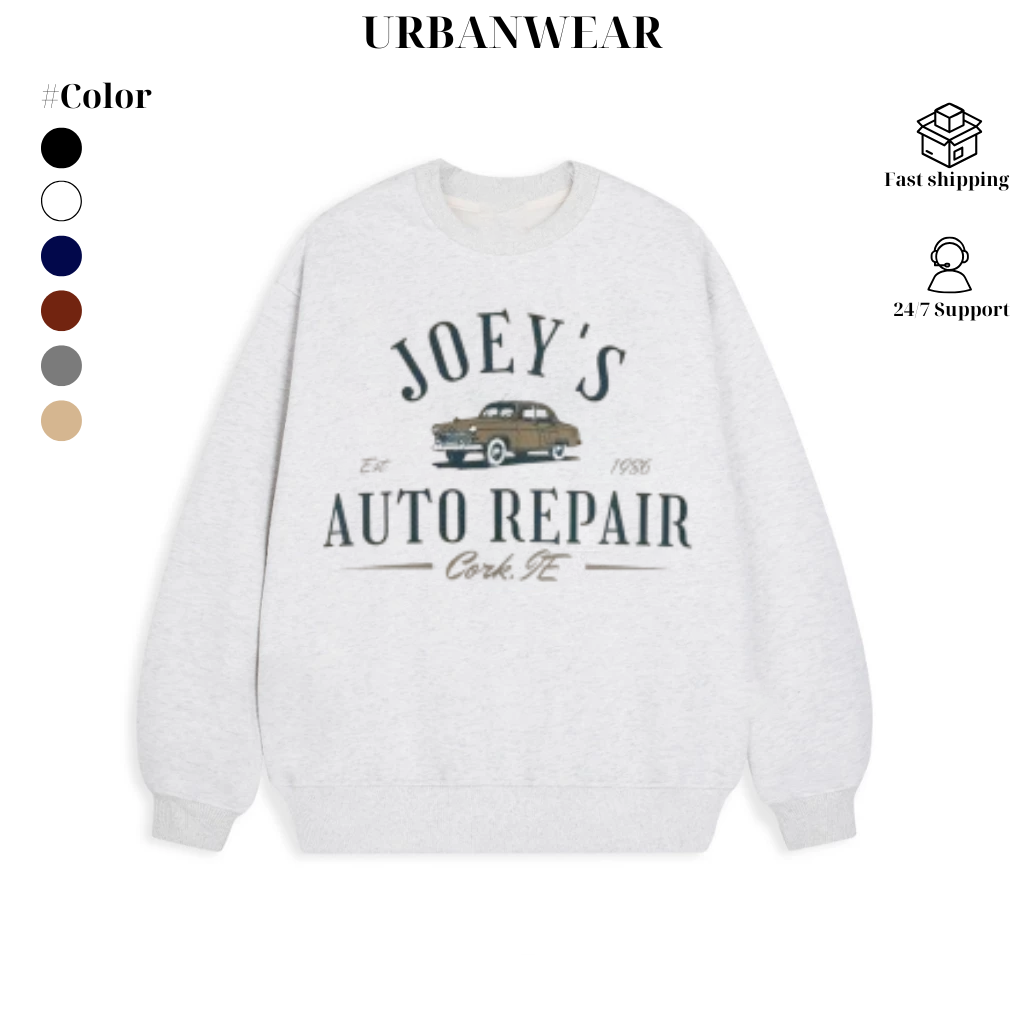 URBANWEAR
#Color
Fast shipping
24/7 Support
JOEY'S
Est 1986
AUTO REPAIR
Cork. IE